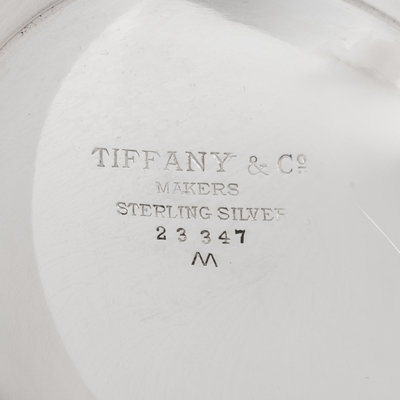 TIFFANY & Co
MAKERS
STERLING SILVER
23347
M